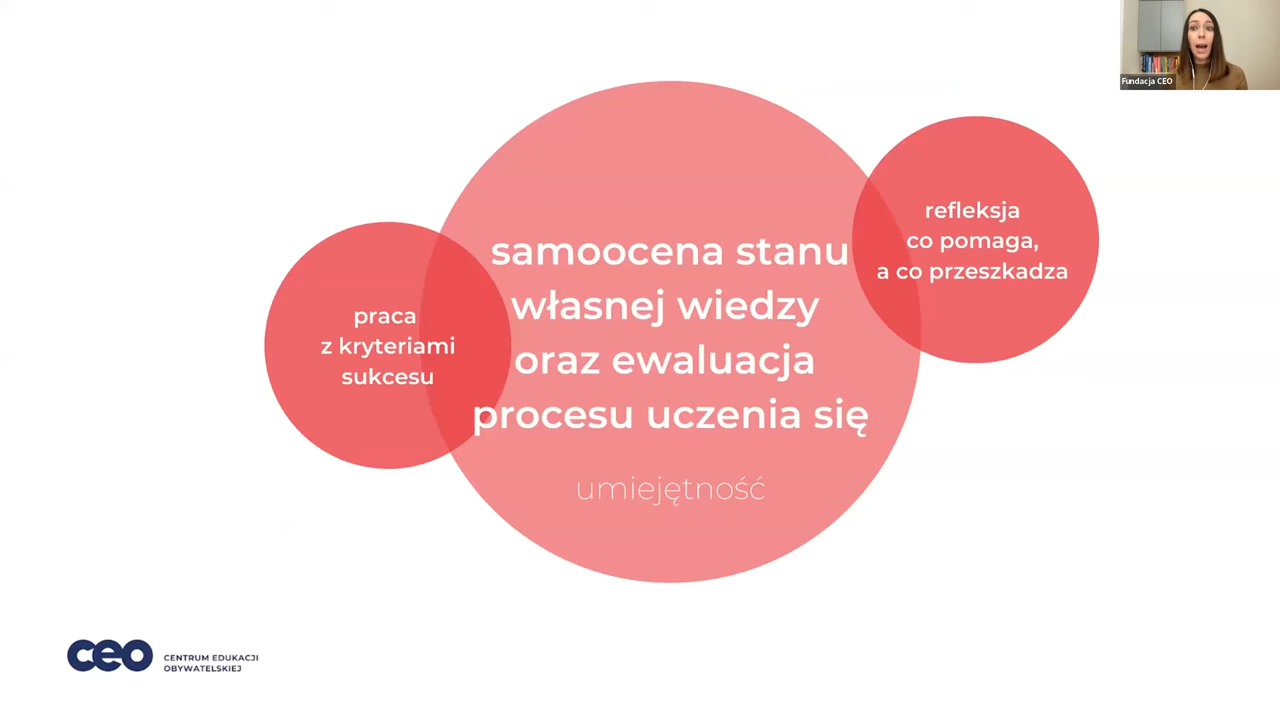 Fundacja CEO
refleksja
co pomaga,
a co przeszkadza
samoocena stanu
własnej wiedzy
oraz ewaluacja
procesu uczenia się
umiejętność
praca
z kryteriami
sukcesu
ceo
CENTRUM EDUKACJI
OBYWATELSKIEJ